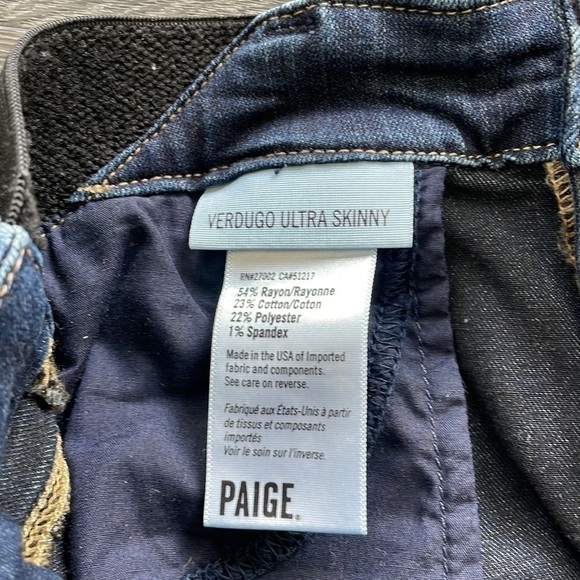 VERDUGO ULTRA SKINNY
RN#27002 CA#51217
54% Rayon/Rayonne
23% Cotton/Coton
22% Polyester
1% Spandex
Made in the USA of Imported
fabric and components.
See care on reverse.
Fabriqué aux États-Unis à partir
de tissus et composants
importés
Voir le soin sur l'inverse.
PAIGE.